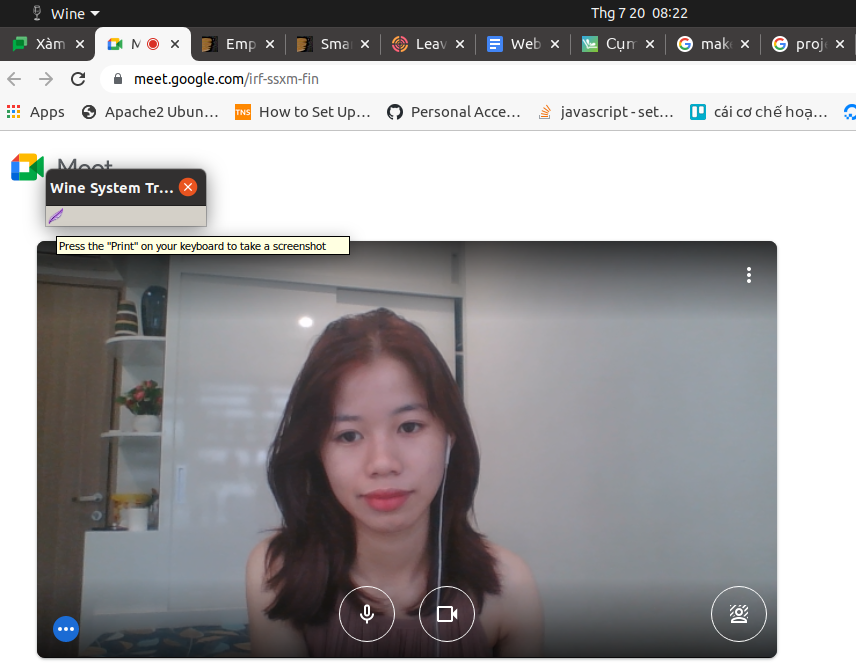 Wine
Thg 7 20 08:22
Xàm
M
Emp
Sma
Leav
Web
Cụm
make
proje
meet.google.com/irf-ssxm-fin
Apps
Apache2 Ubun...
TNS
How to Set Up...
Personal Acce...
javascript - set...
cái cơ chế hoạ...
Meet
Wine System Tr...
Press the "Print" on your keyboard to take a screenshot